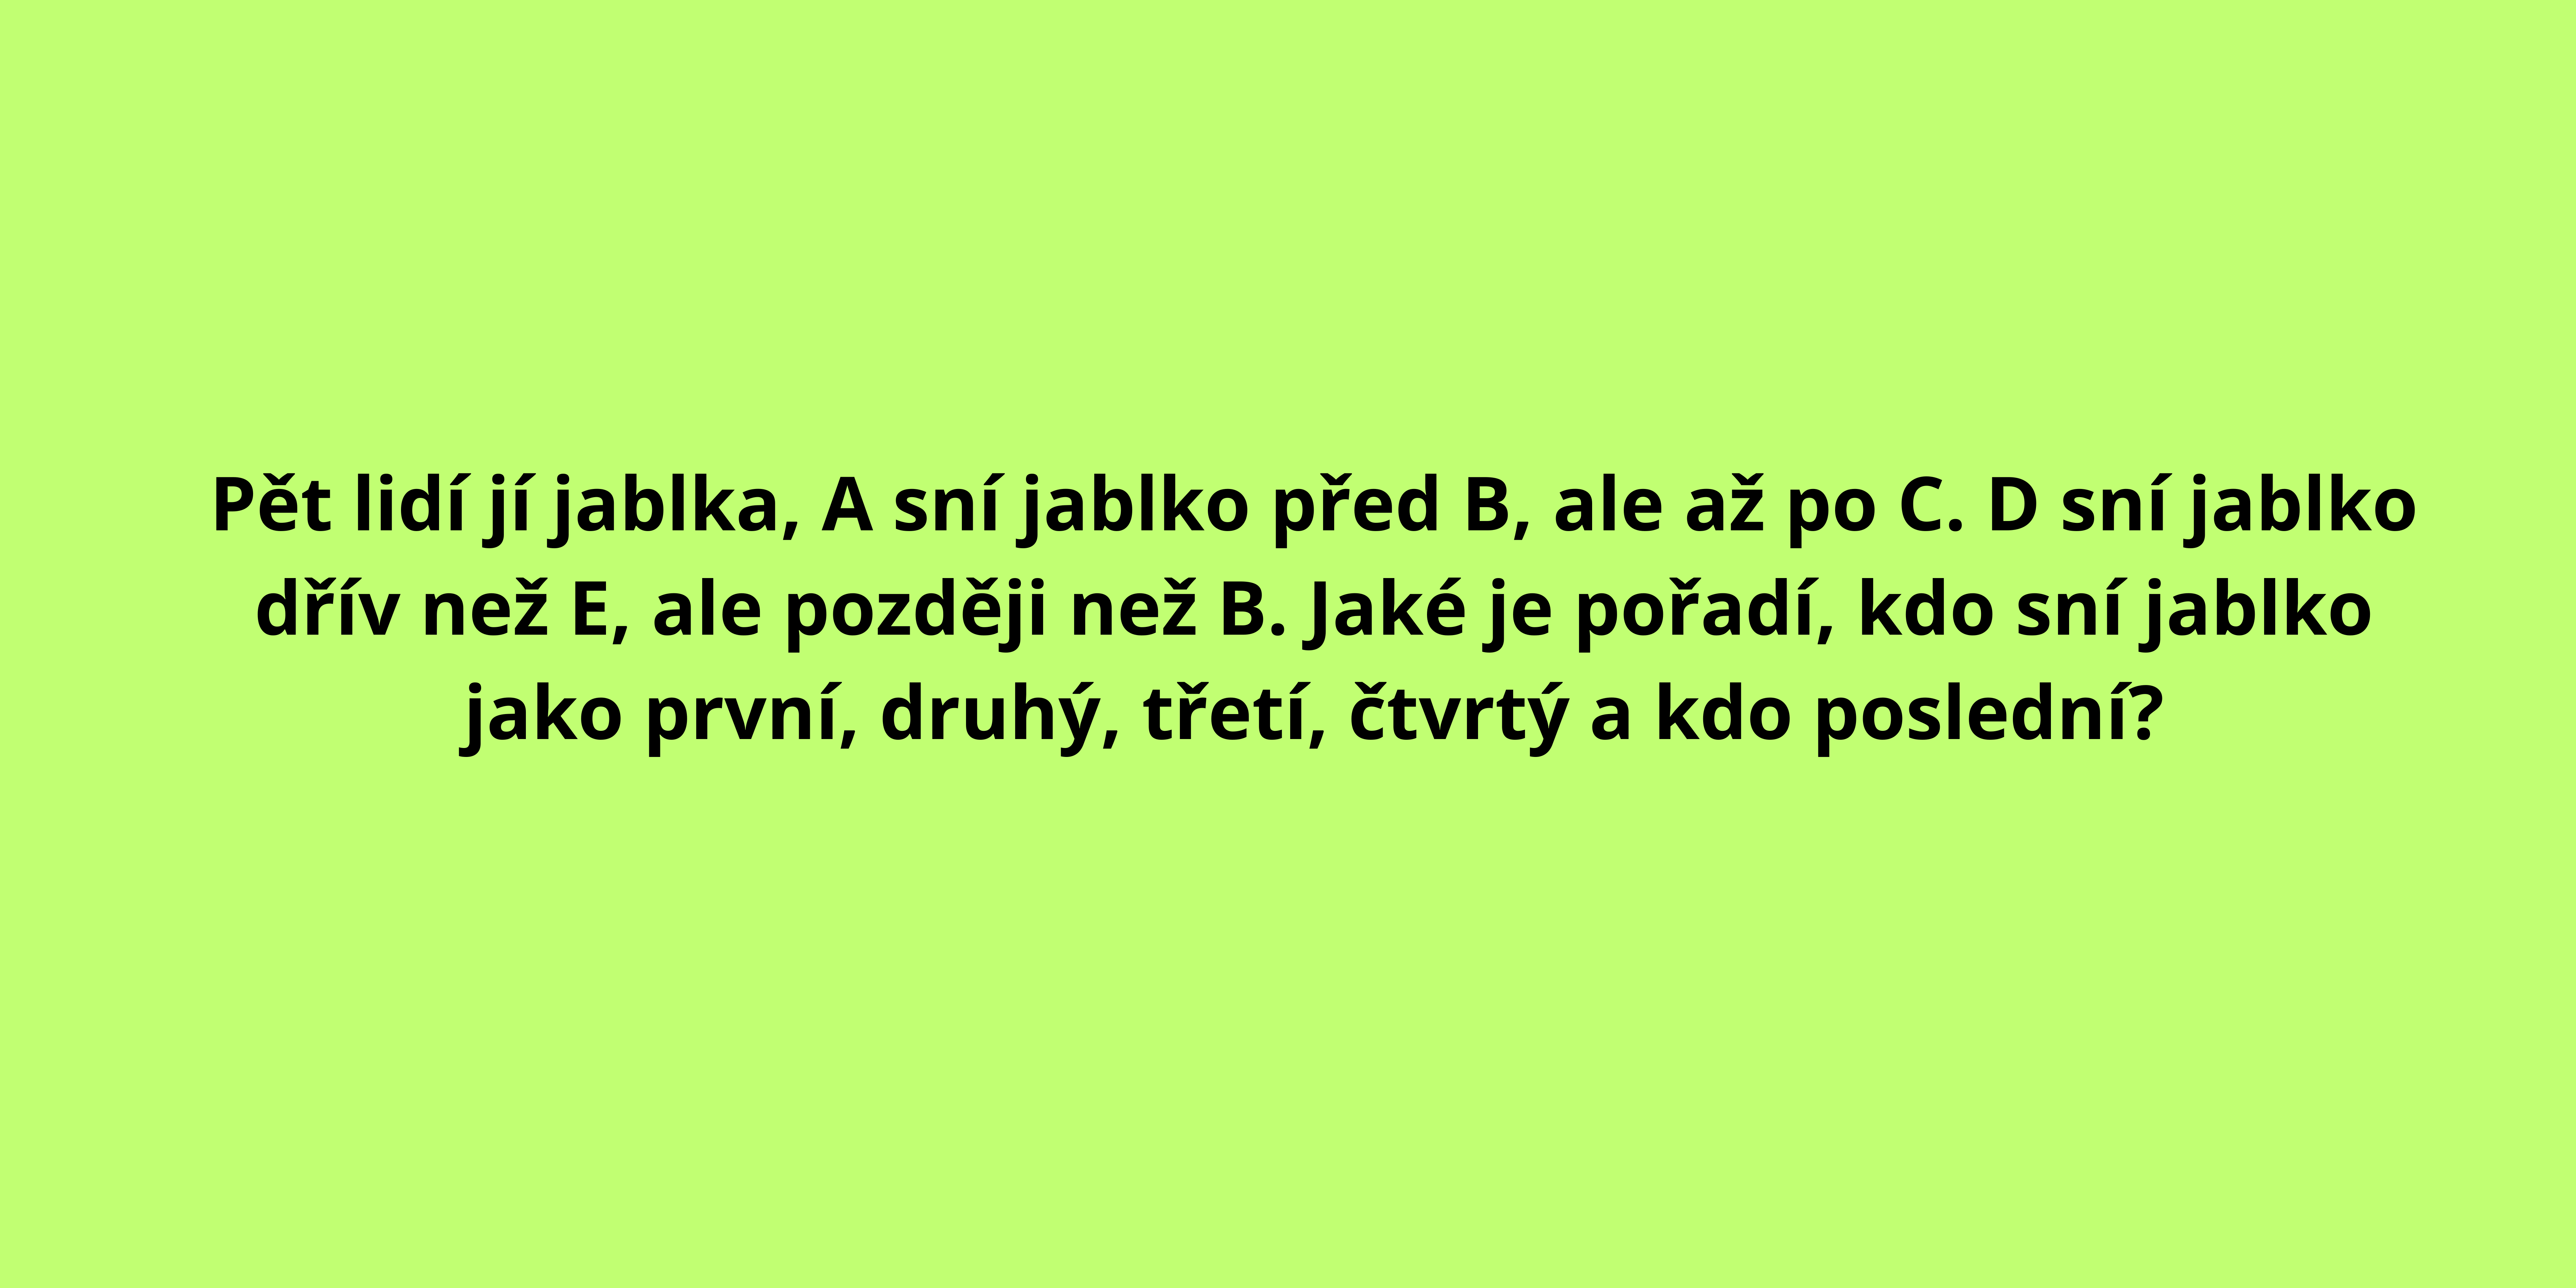 Pět lidí jí jablka, A sní jablko před B, ale až po C. D sní jablko
dřív než E, ale později než B. Jaké je pořadí, kdo sní jablko
jako první, druhý, třetí, čtvrtý a kdo poslední?